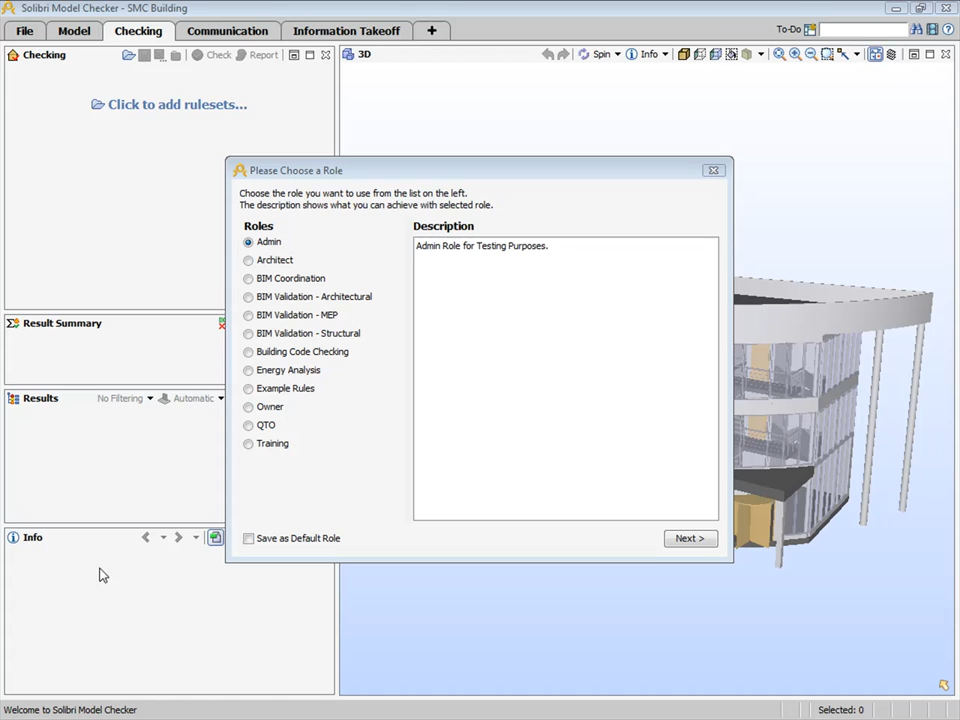 Solibri Model Checker - SMC Building
File
Model
Checking
Communication
Information Takeoff
+
To-Do
Checking
Check
Report
3D
Spin
Info
Click to add rulesets...
Please Choose a Role
Choose the role you want to use from the list on the left.
The description shows what you can achieve with selected role.
Roles
Description
Admin
Admin Role for Testing Purposes.
Architect
BIM Coordination
BIM Validation - Architectural
BIM Validation - MEP
BIM Validation - Structural
Building Code Checking
Energy Analysis
Example Rules
Owner
QTO
Training
Save as Default Role
Next >
Result Summary
Results
No Filtering
Automatic
Info
Welcome to Solibri Model Checker
Selected: 0